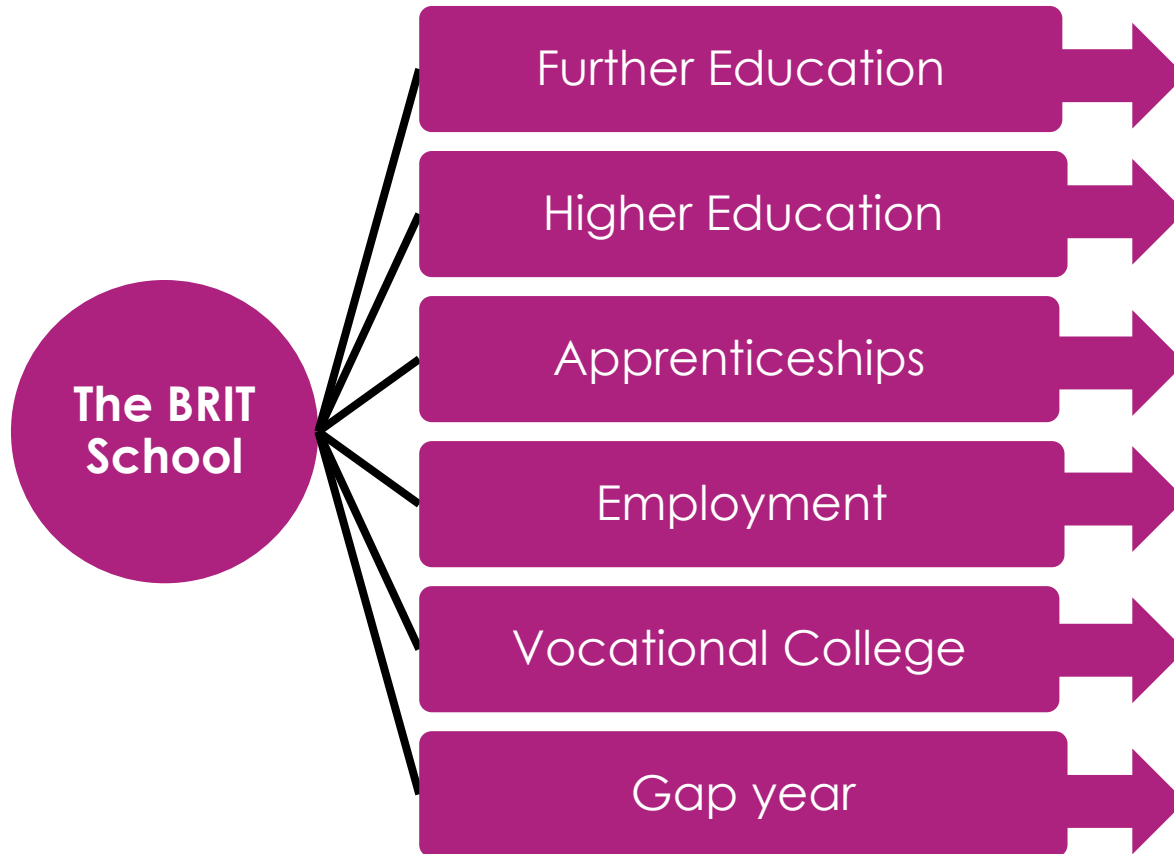 Further Education
Higher Education
Apprenticeships
The BRIT
School
Employment
Vocational College
Gap year